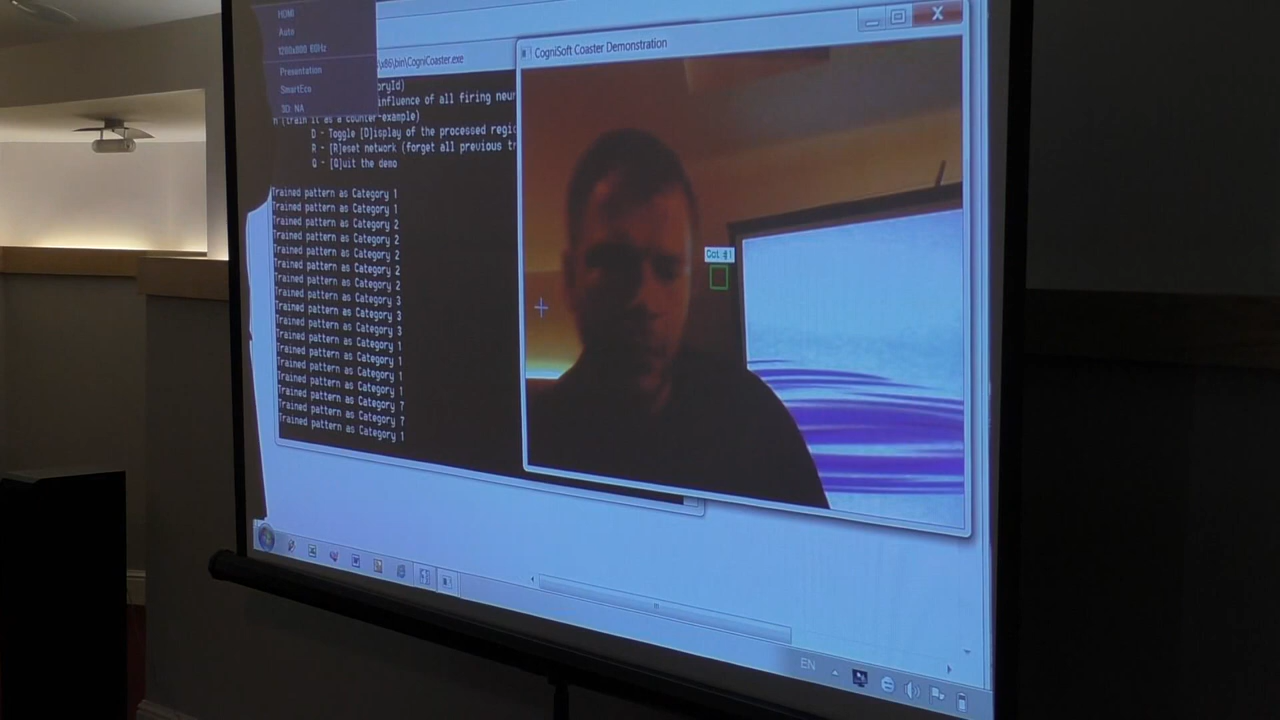 HDMI
Auto
1280x800 60Hz
Presentation
SmartEco
3D: NA
\x86\bin\CogniCoaster.exe
CogniSoft Coaster Demonstration
oryId)
influence of all firing neur
n (train it as a counter-example)
D - Toggle [D]isplay of the processed regio
R - [R]eset network (forget all previous tr
Q - [Q]uit the demo
Trained pattern as Category 1
Trained pattern as Category 1
Trained pattern as Category 2
Trained pattern as Category 2
Trained pattern as Category 2
Trained pattern as Category 2
Trained pattern as Category 2
Trained pattern as Category 3
Trained pattern as Category 3
Trained pattern as Category 3
Trained pattern as Category 1
Trained pattern as Category 1
Trained pattern as Category 1
Trained pattern as Category 1
Trained pattern as Category 7
Trained pattern as Category 7
Trained pattern as Category 1
Cat #1
EN